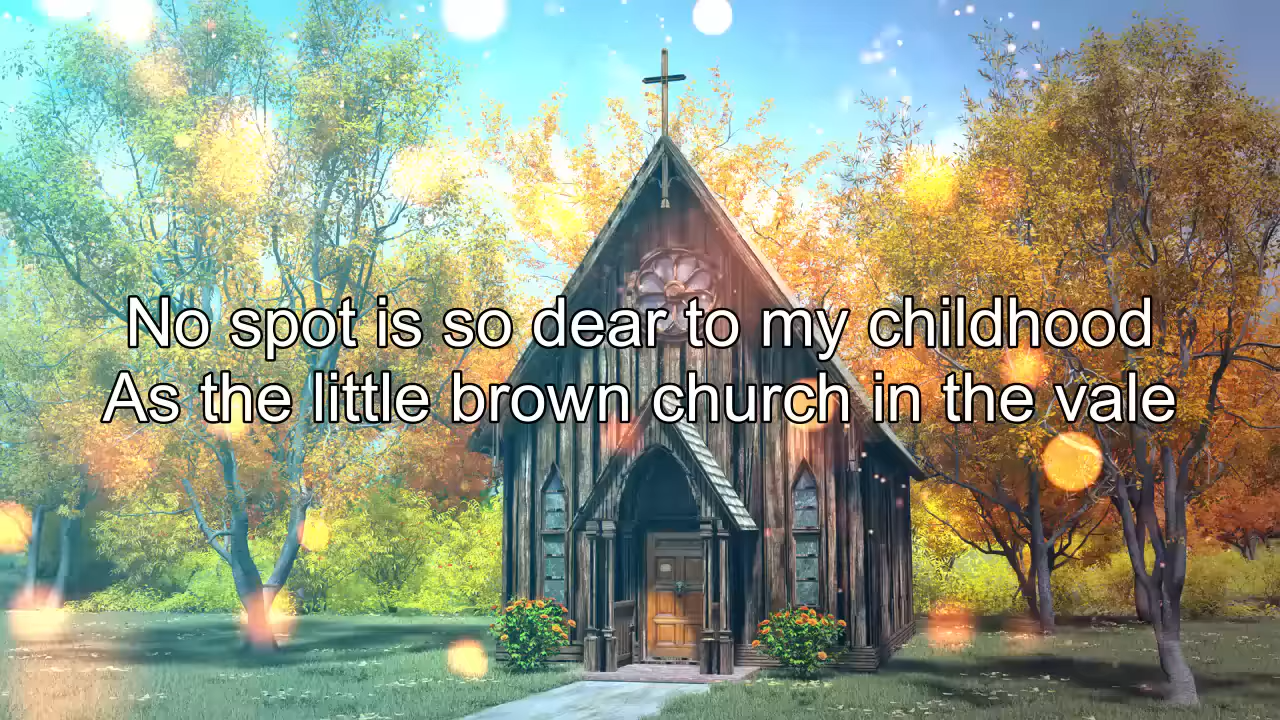 No spot is so dear to my childhood
As the little brown church in the vale